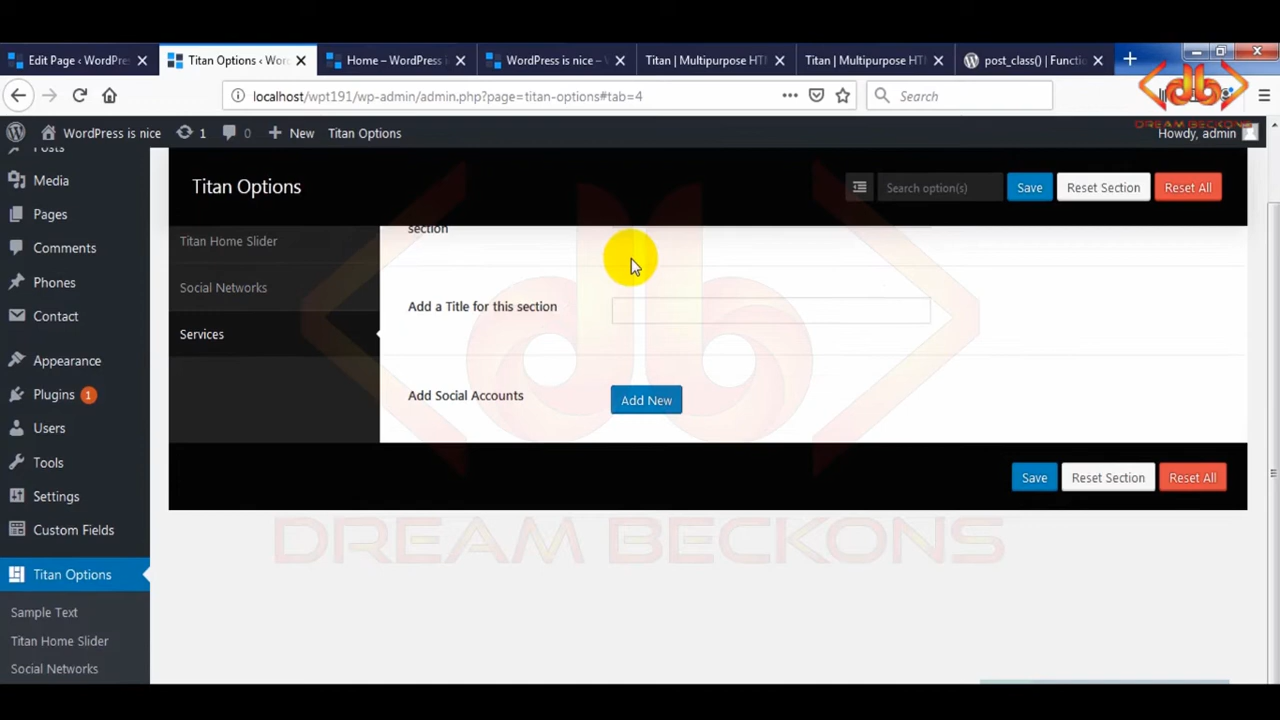 Edit Page ‹ WordPres
Titan Options ‹ Word
Home – WordPress i
WordPress is nice –
Titan | Multipurpose HT
Titan | Multipurpose HT
post_class() | Functio
localhost/wpt191/wp-admin/admin.php?page=titan-options#tab=4
Search
DREAM BECKONS
WordPress is nice
1
0
New
Titan Options
Howdy, admin
Posts
Media
Pages
Comments
Phones
Contact
Appearance
Plugins 1
Users
Tools
Settings
Custom Fields
Titan Options
Sample Text
Titan Home Slider
Social Networks
Titan Options
Search option(s)
Save
Reset Section
Reset All
Titan Home Slider
Social Networks
Services
section
Add a Title for this section
Add Social Accounts
Add New
Save
Reset Section
Reset All
DREAM BECKONS